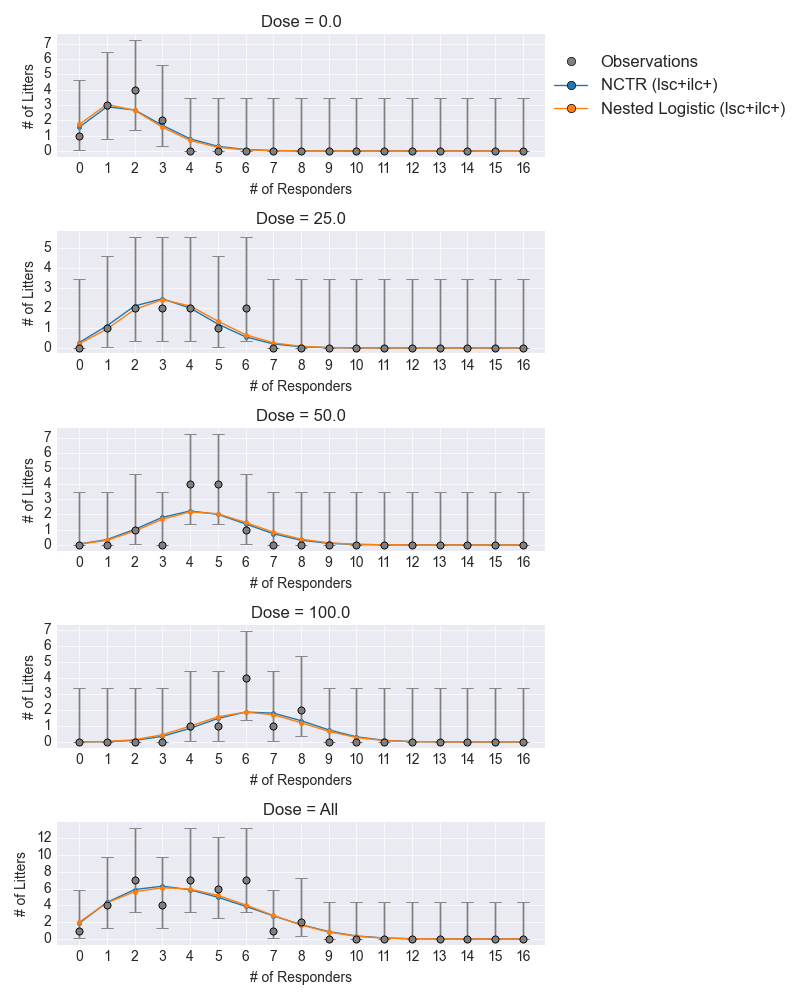 Dose = 0.0
# of Litters
7
6
5
4
3
2
1
0
0 1 2 3 4 5 6 7 8 9 10 11 12 13 14 15 16
# of Responders
Observations
NCTR (lsc+ilc+)
Nested Logistic (lsc+ilc+)
Dose = 25.0
# of Litters
5
4
3
2
1
0
0 1 2 3 4 5 6 7 8 9 10 11 12 13 14 15 16
# of Responders
Dose = 50.0
# of Litters
7
6
5
4
3
2
1
0
0 1 2 3 4 5 6 7 8 9 10 11 12 13 14 15 16
# of Responders
Dose = 100.0
# of Litters
7
6
5
4
3
2
1
0
0 1 2 3 4 5 6 7 8 9 10 11 12 13 14 15 16
# of Responders
Dose = All
# of Litters
12
10
8
6
4
2
0
0 1 2 3 4 5 6 7 8 9 10 11 12 13 14 15 16
# of Responders